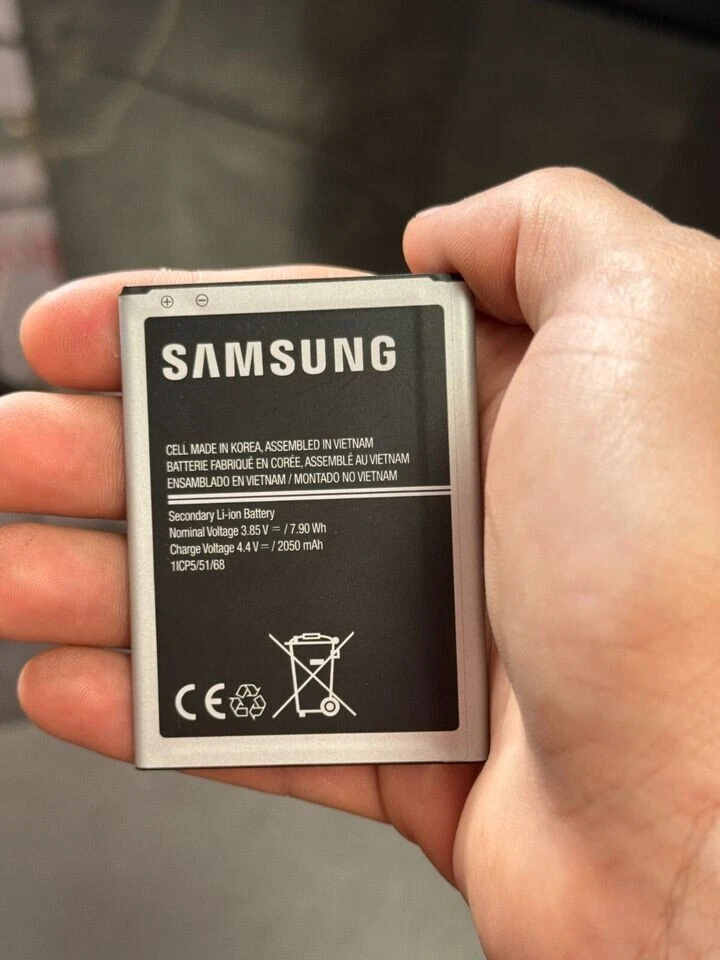 ⊕ ⊖
SAMSUNG
CELL MADE IN KOREA, ASSEMBLED IN VIETNAM
BATTERIE FABRIQUÉ EN CORÉE, ASSEMBLÉ AU VIETNAM
ENSAMBLADO EN VIETNAM / MONTADO NO VIETNAM
Secondary Li-ion Battery
Nominal Voltage 3.85 V ⎓ / 7.90 Wh
Charge Voltage 4.4 V ⎓ / 2050 mAh
1ICP5/51/68
CE